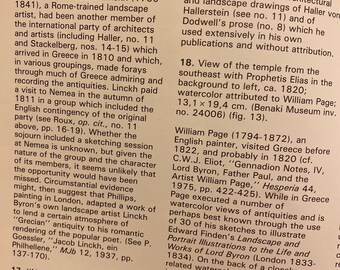 1841), a Rome-trained landscape
artist, had been another member of
the international party of architects
and artists (including Haller, no. 11
and Stackelberg, nos. 14-15) which
arrived in Greece in 1810 and which,
in various groupings, made forays
through much of Greece admiring and
recording the antiquities. Linckh paid
a visit to Nemea in the autumn of
1811 in a group which included the
English contingency of the original
party (see Roux, op. cit., no. 11
above, pp. 16-19). Whether the
sojourn included a sketching session
at Nemea is unknown, but given the
nature of the group and the character
of its members, it seems unlikely that
the opportunity would have been
missed. Circumstantial evidence
might, then, suggest that Phillips,
painting in London, adapted a work of
Byron's own landscape artist Linckh
to lend a certain atmosphere of
"Grecian" antiquity to his romantic
rendering of the popular poet. (See P.
Goessler, "Jacob Linckh, ein
Philhellene," MJb 12, 1937, pp.
137-
and landscape drawings of von
Hallerstein (see no. 11) and of
Dodwell's prose (no. 8) which he
used extensively in his own
publications and without attribution.
18. View of the temple from the
southeast with Prophetis Elias in the
background to left, ca. 1820;
watercolor attributed to William Page;
13,1 x 19,4 cm. (Benaki Museum inv.
no. 24006) (fig. 13).
William Page (1794-1872), an
English painter, visited Greece before
1822, and probably in 1820 (cf.
C.W.J. Eliot, "Gennadion Notes, IV.
Lord Byron, Father Paul, and the
Artist William Page," Hesperia 44,
1975, pp. 422-425). While in Greece
Page executed a number of
watercolor views of antiquities and is
perhaps best known through the use
of 30 of his sketches to illustrate
Edward Finden's Landscape and
Portrait Illustrations to the Life and
Works of Lord Byron (London,
1834). On the back of a closely
related